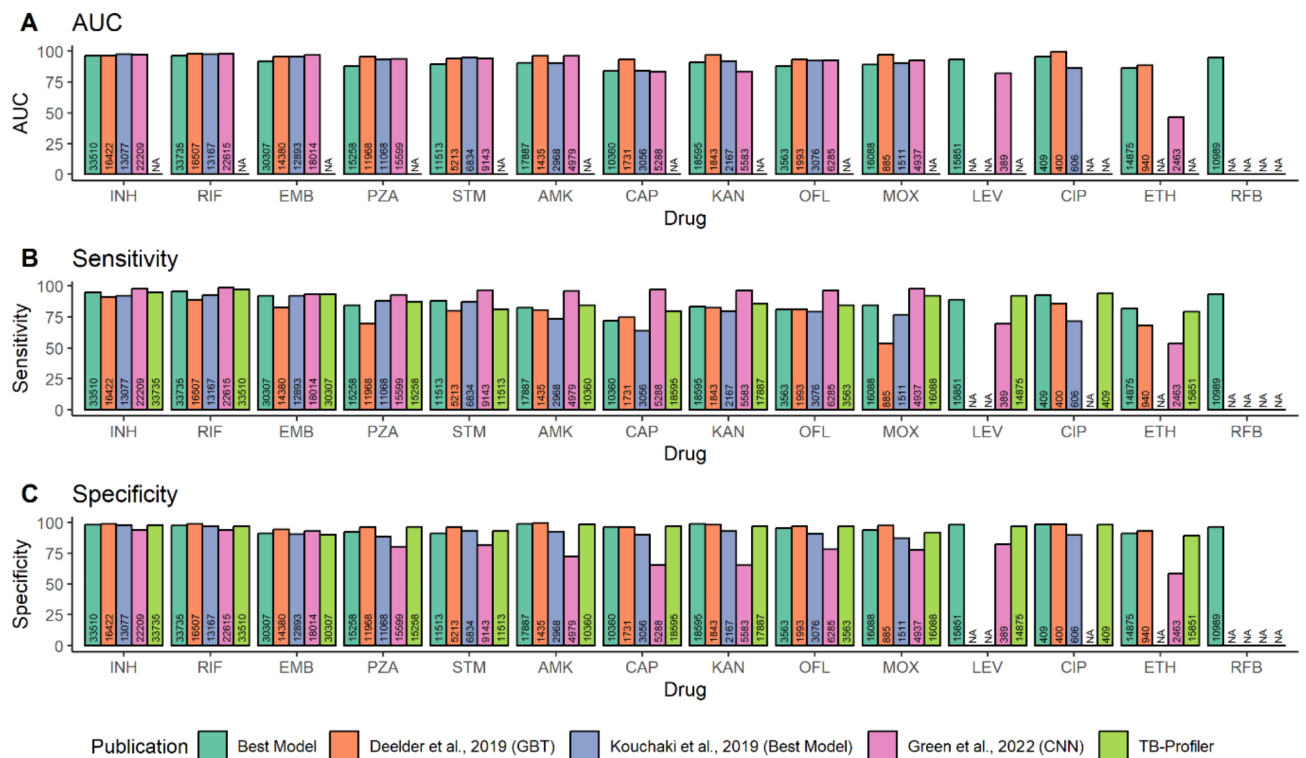 A AUC
AUC
100
75
50
25
0
33510 16422 13077 22209 NA 33735 16507 13167 22615 NA 30307 14380 12893 18014 NA 15258 11968 11068 15599 NA 11513 5213 6834 9143 NA 17887 1435 2968 4979 NA 10360 1731 3056 5288 NA 18595 1843 2167 5583 NA 3563 1993 3076 6285 NA 16088 885 1511 4937 NA 15851 NA NA 389 NA 409 400 606 NA NA 14875 940 NA 2463 NA 10989 NA NA NA NA
INH RIF EMB PZA STM AMK CAP KAN OFL MOX LEV CIP ETH RFB
Drug
B Sensitivity
Sensitivity
100
75
50
25
0
33510 16422 13077 22209 33735 33735 16507 13167 22615 33510 30307 14380 12893 18014 30307 15258 11968 11068 15599 15258 11513 5213 6834 9143 11513 17887 1435 2968 4979 10360 10360 1731 3056 5288 18595 18595 1843 2167 5583 17887 3563 1993 3076 6285 3563 16088 885 1511 4937 16088 15851 NA NA 389 14875 409 400 606 NA 409 14875 940 NA 2463 15851 10989 NA NA NA NA
INH RIF EMB PZA STM AMK CAP KAN OFL MOX LEV CIP ETH RFB
Drug
C Specificity
Specificity
100
75
50
25
0
33510 16422 13077 22209 33735 33735 16507 13167 22615 33510 30307 14380 12893 18014 30307 15258 11968 11068 15599 15258 11513 5213 6834 9143 11513 17887 1435 2968 4979 10360 10360 1731 3056 5288 18595 18595 1843 2167 5583 17887 3563 1993 3076 6285 3563 16088 885 1511 4937 16088 15851 NA NA 389 14875 409 400 606 NA 409 14875 940 NA 2463 15851 10989 NA NA NA NA
INH RIF EMB PZA STM AMK CAP KAN OFL MOX LEV CIP ETH RFB
Drug
Publication Best Model Deelder et al., 2019 (GBT) Kouchaki et al., 2019 (Best Model) Green et al., 2022 (CNN) TB-Profiler